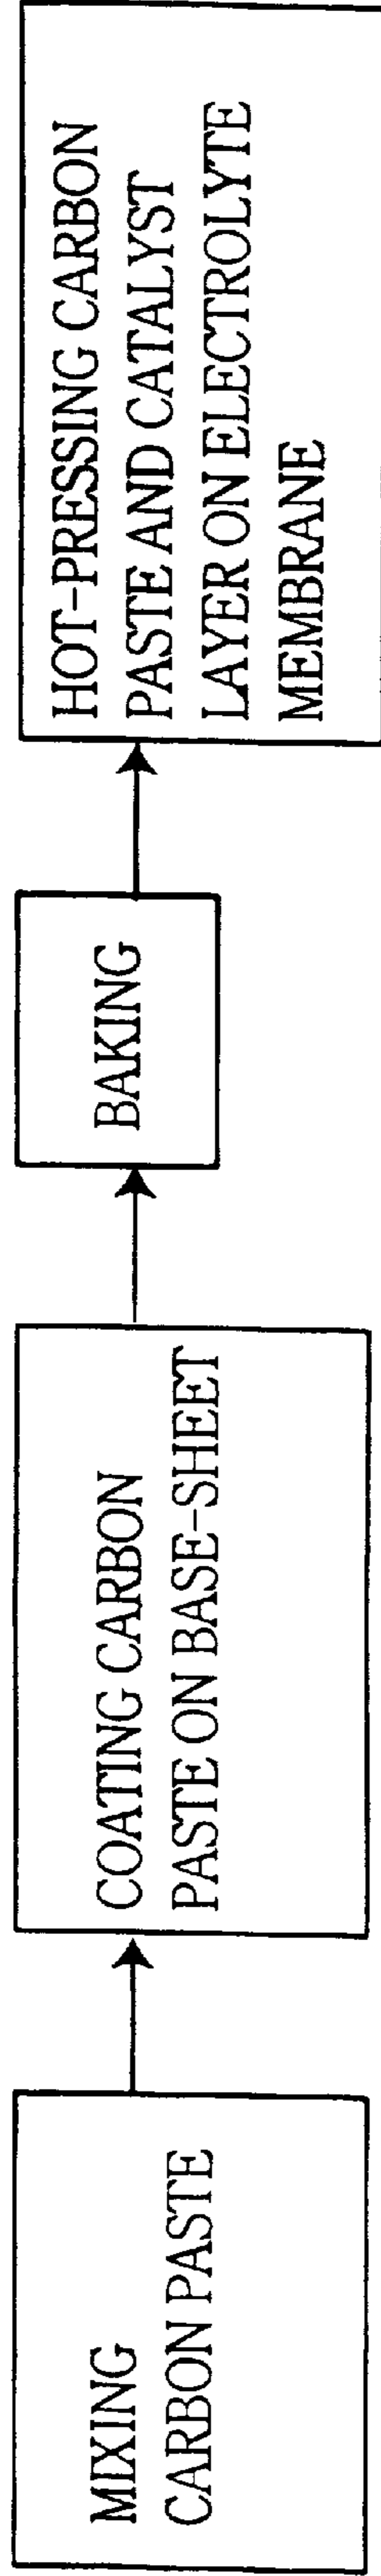 MIXING
CARBON PASTE
COATING CARBON
PASTE ON BASE-SHEET
BAKING
HOT-PRESSING CARBON
PASTE AND CATALYST
LAYER ON ELECTROLYTE
MEMBRANE